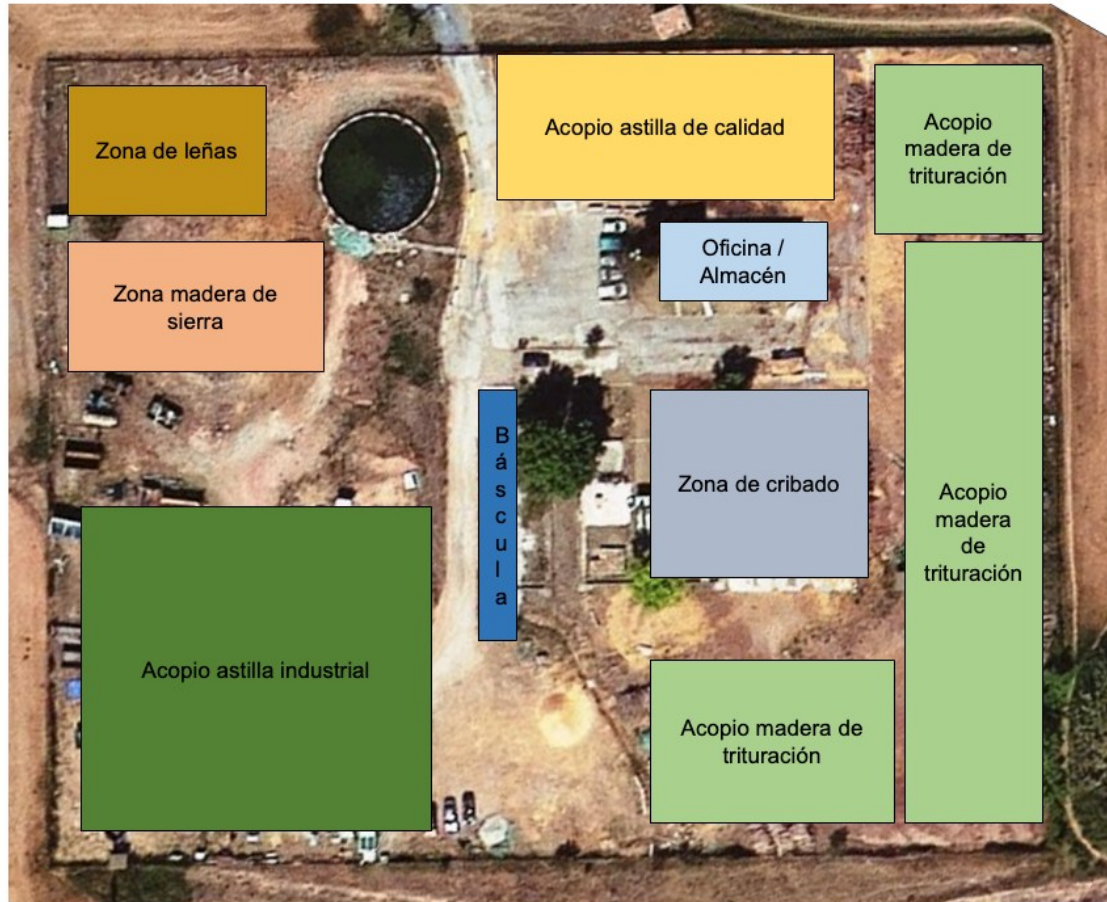 Acopio astilla de calidad
Acopio
madera de
trituración
Zona de leñas
Oficina /
Almacén
Zona madera de
sierra
Báscula
Zona de cribado
Acopio
madera
de
trituración
Acopio astilla industrial
Acopio madera de
trituración